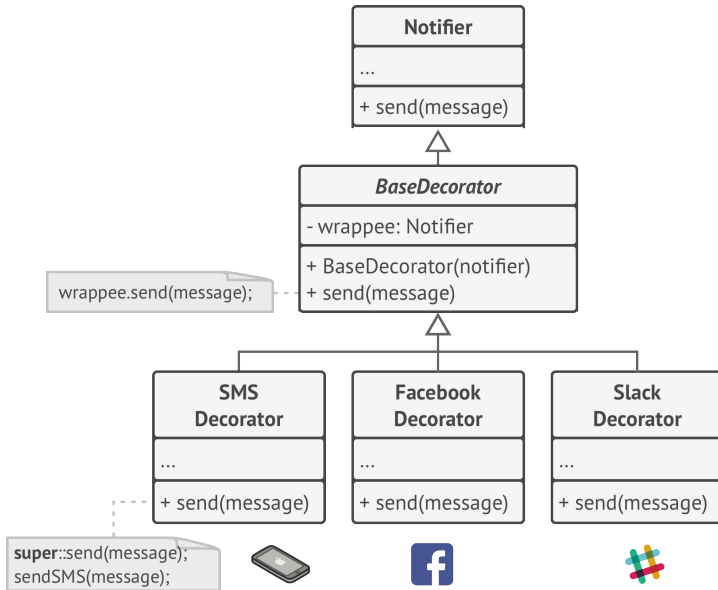 Notifier
...
+ send(message)
BaseDecorator
- wrappee: Notifier
+ BaseDecorator(notifier)
+ send(message)
wrappee.send(message);
SMS
Decorator
...
+ send(message)
Facebook
Decorator
...
+ send(message)
Slack
Decorator
...
+ send(message)
super::send(message);
sendSMS(message);
f